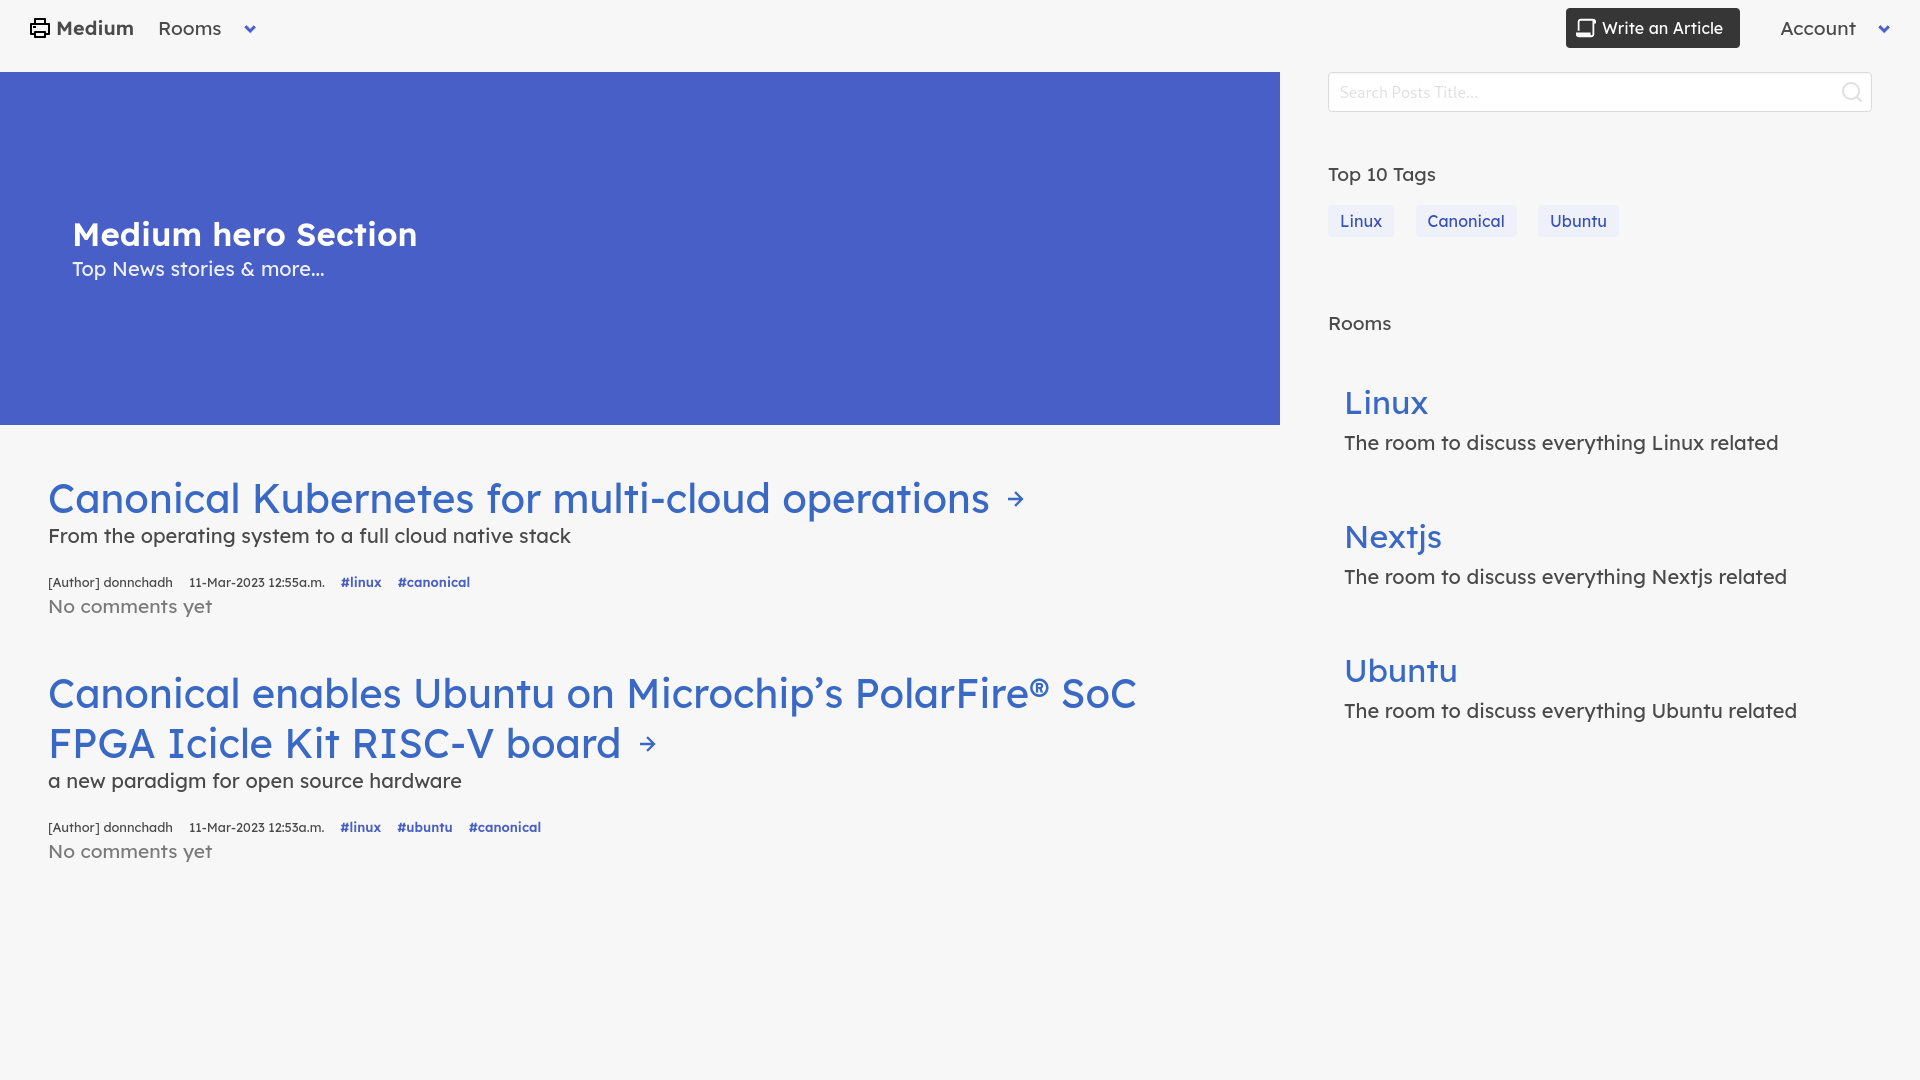 Medium Rooms
Write an Article
Account
Medium hero Section
Top News stories & more...
Canonical Kubernetes for multi-cloud operations →
From the operating system to a full cloud native stack
[Author] donnchadh 11-Mar-2023 12:55a.m. #linux #canonical
No comments yet
Canonical enables Ubuntu on Microchip’s PolarFire® SoC
FPGA Icicle Kit RISC-V board →
a new paradigm for open source hardware
[Author] donnchadh 11-Mar-2023 12:53a.m. #linux #ubuntu #canonical
No comments yet
Search Posts Title...
Top 10 Tags
Linux Canonical Ubuntu
Rooms
Linux
The room to discuss everything Linux related
Nextjs
The room to discuss everything Nextjs related
Ubuntu
The room to discuss everything Ubuntu related